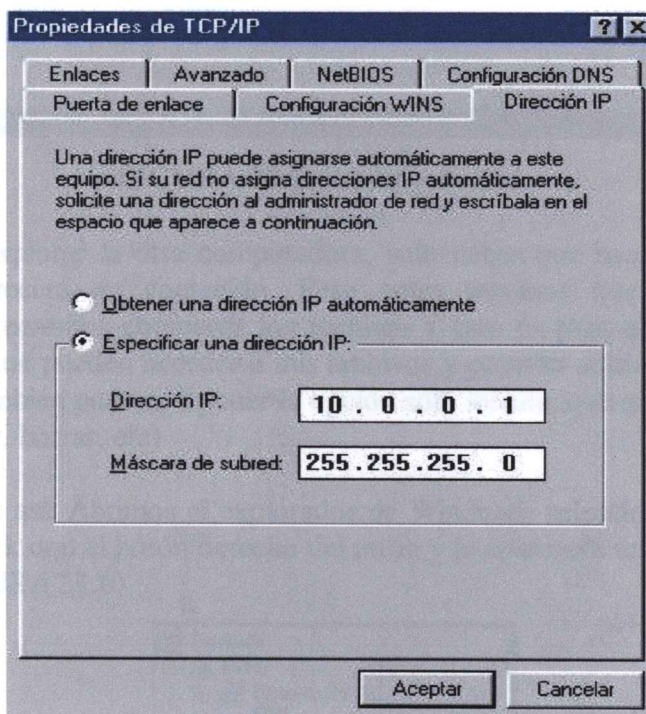 Propiedades de TCP/IP
? ×
Enlaces Avanzado NetBIOS Configuración DNS
Puerta de enlace Configuración WINS Dirección IP
Una dirección IP puede asignarse automáticamente a este
equipo. Si su red no asigna direcciones IP automáticamente,
solicite una dirección al administrador de red y escríbala en el
espacio que aparece a continuación.
Obtener una dirección IP automáticamente
Especificar una dirección IP:
Dirección IP: 10 . 0 . 0 . 1
Máscara de subred: 255 . 255 . 255 . 0
Aceptar Cancelar